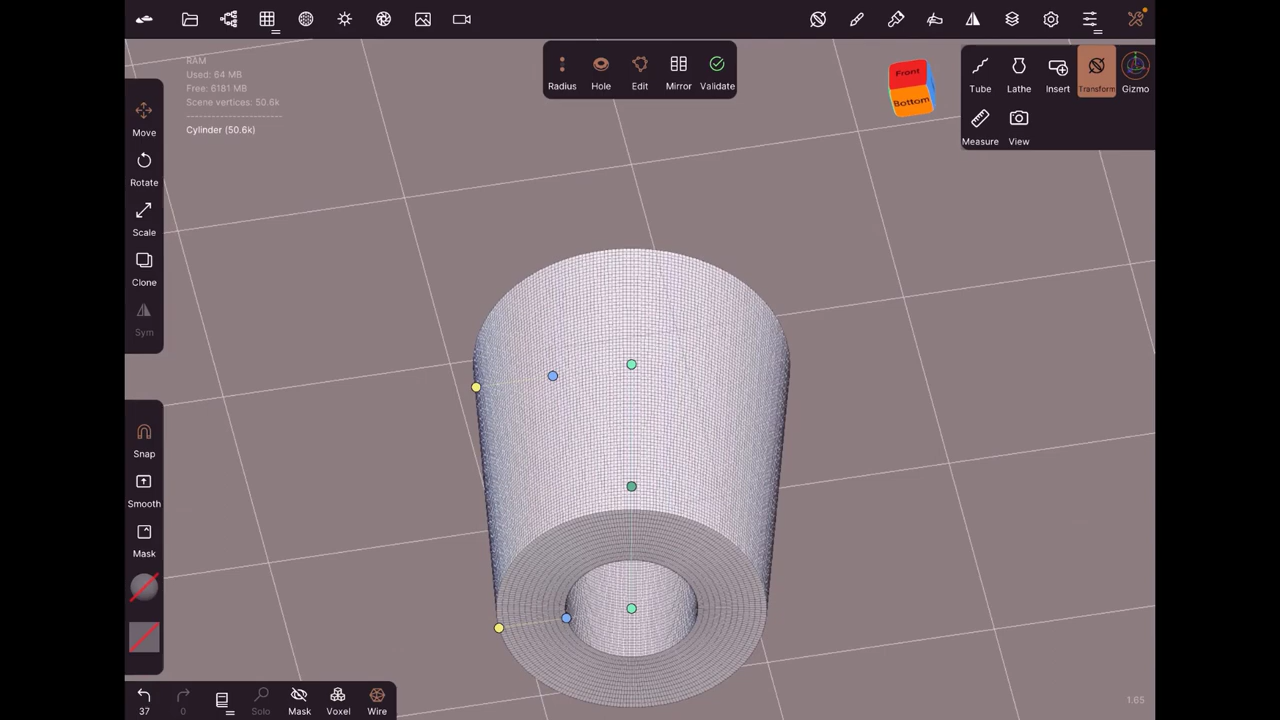 RAM
Used: 64 MB
Free: 6181 MB
Scene vertices: 50.6k
Cylinder (50.6k)
Radius
Hole
Edit
Mirror
Validate
Front
Bottom
Tube
Lathe
Insert
Transform
Gizmo
Measure
View
Move
Rotate
Scale
Clone
Sym
Snap
Smooth
Mask
37
0
Solo
Mask
Voxel
Wire
1.65